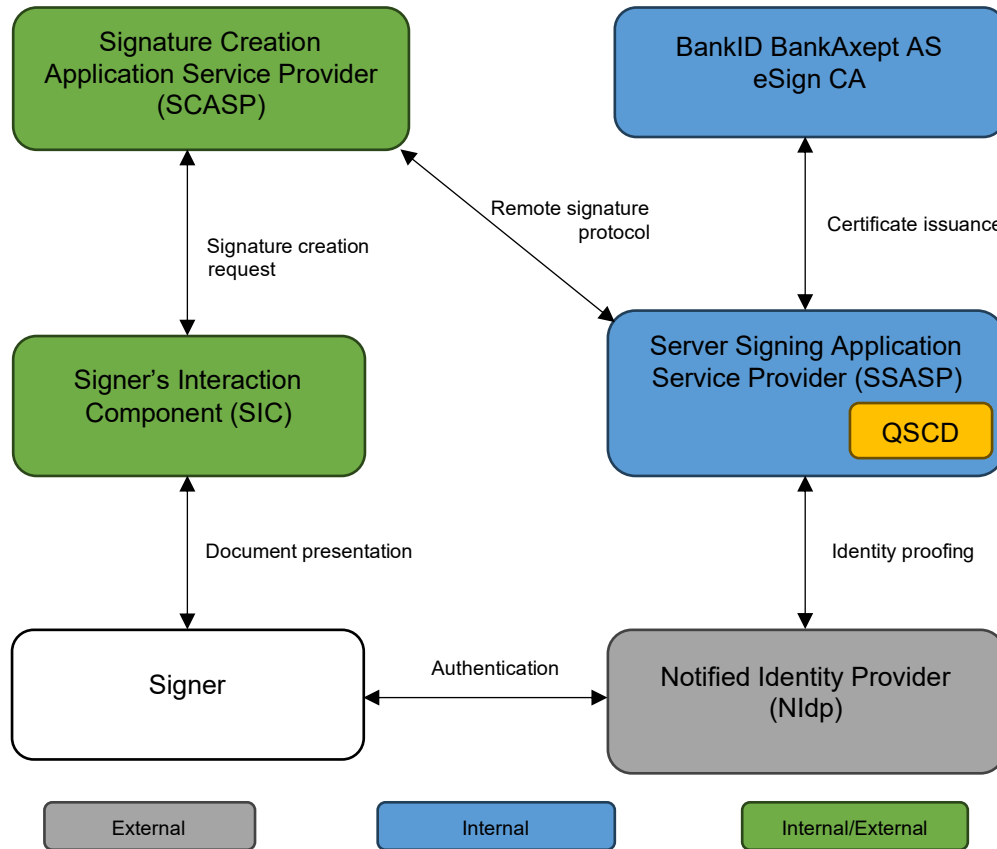 Signature Creation
Application Service Provider
(SCASP)
BankID BankAxept AS
eSign CA
Remote signature
protocol
Certificate issuance
Signature creation
request
Signer’s Interaction
Component (SIC)
Server Signing Application
Service Provider (SSASP)
QSCD
Document presentation
Identity proofing
Signer
Authentication
Notified Identity Provider
(NIdp)
External
Internal
Internal/External